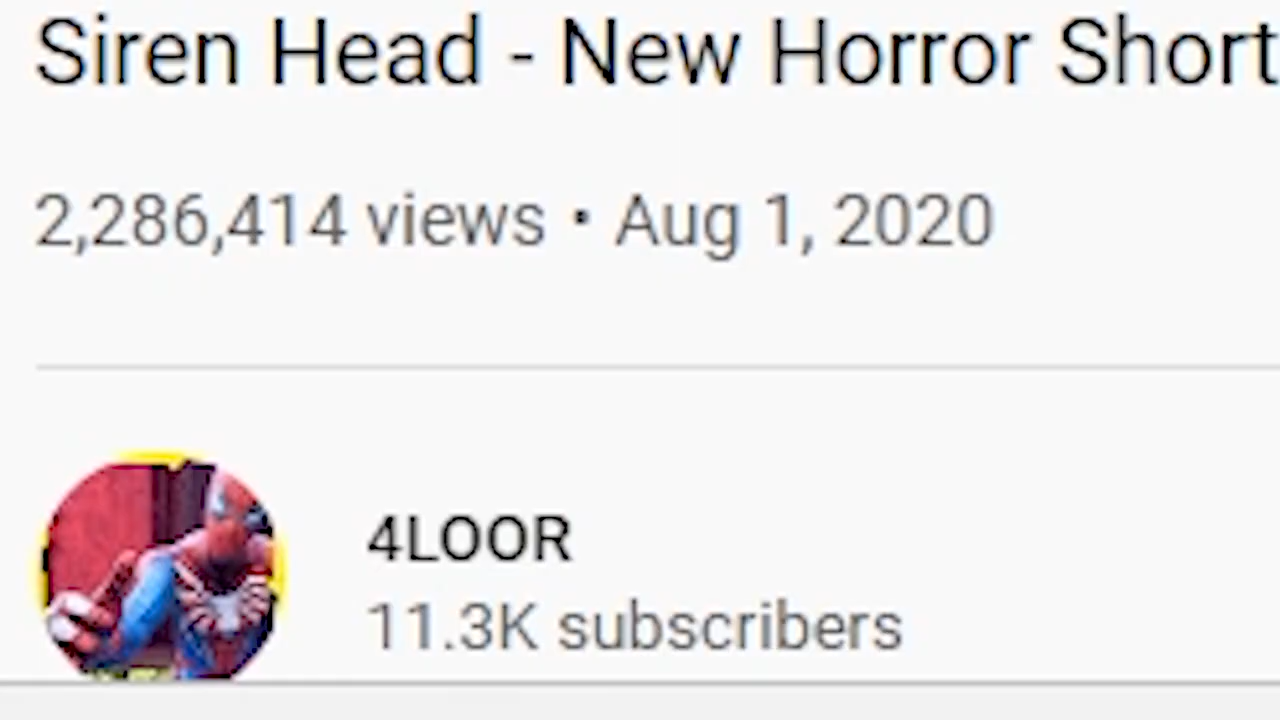 Siren Head - New Horror Short
2,286,414 views • Aug 1, 2020
4LOOR
11.3K subscribers